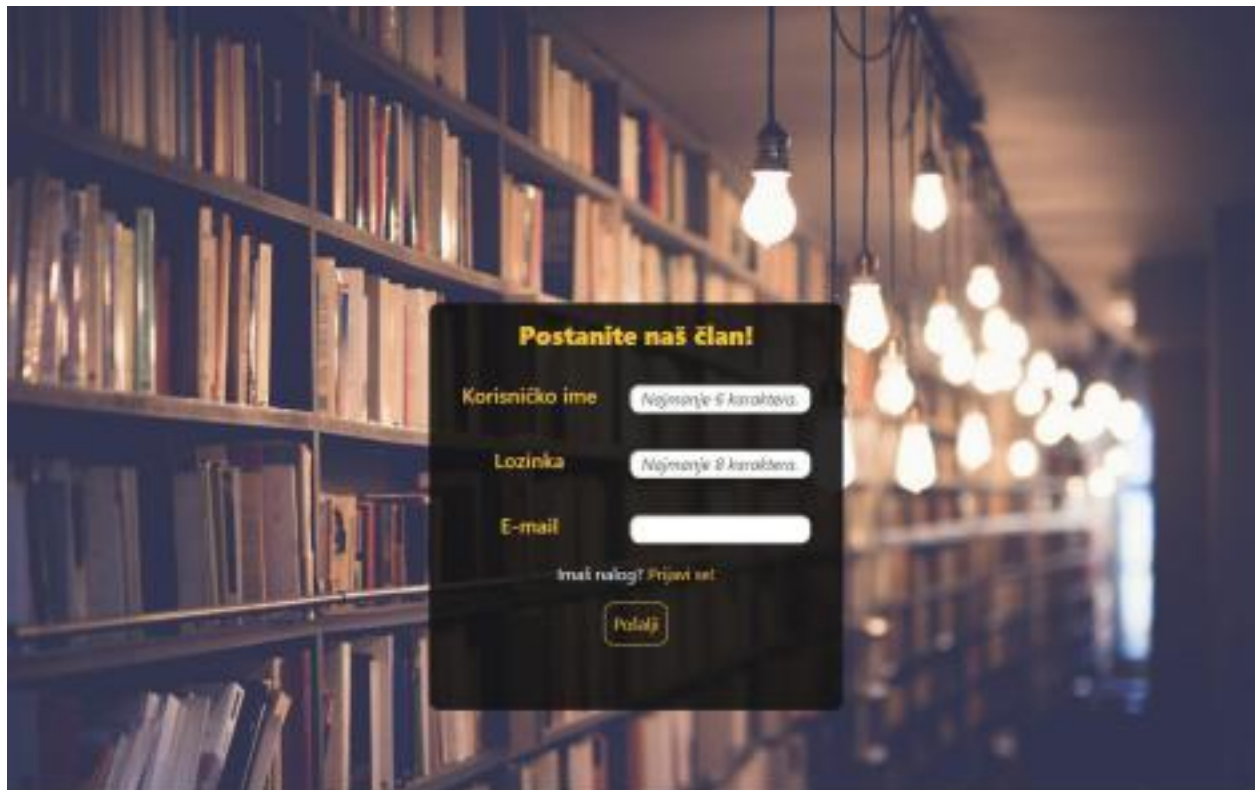 Postanite naš član!
Korisničko ime
Najmanje 6 karaktera.
Lozinka
Najmanje 8 karaktera.
E-mail
Imaš nalog? Prijavi se!
Pošalji